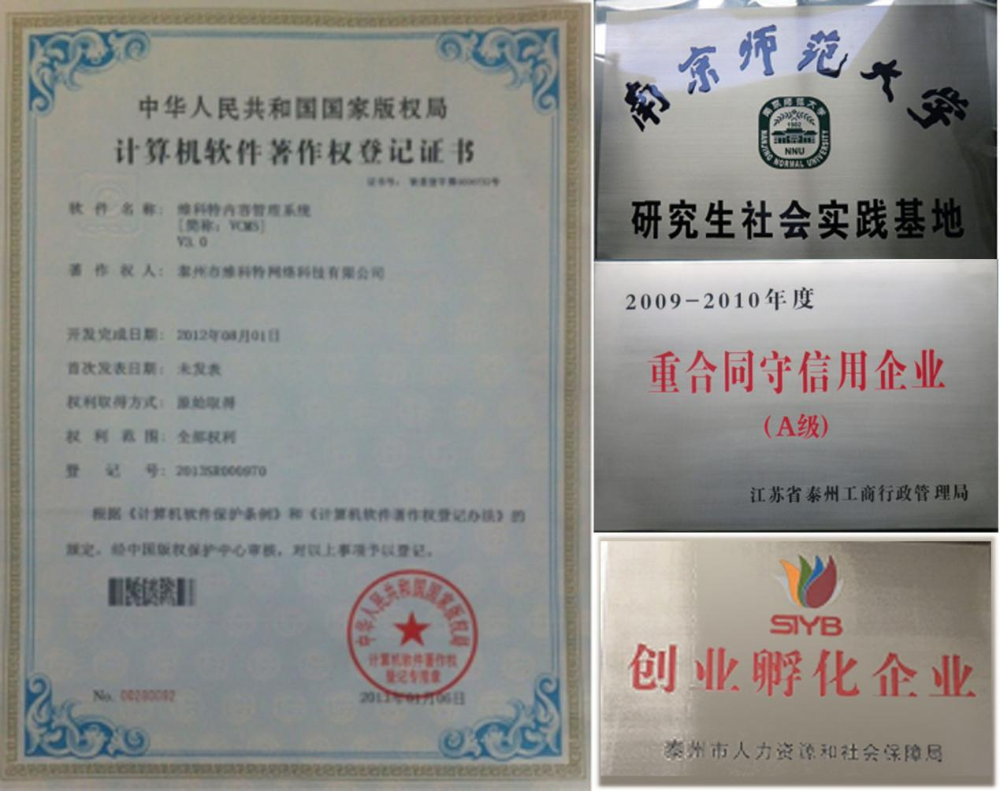 中华人民共和国国家版权局
计算机软件著作权登记证书
证书号：
软件名称： 维科特内容管理系统
[简称：VCMS]
V3.0
著作权人： 泰州市维科特网络科技有限公司
开发完成日期： 2012年08月01日
首次发表日期： 未发表
权利取得方式： 原始取得
权利范围： 全部权利
登记号： 2013SR000970
根据《计算机软件保护条例》和《计算机软件著作权登记办法》的
规定，经中国版权保护中心审核，对以上事项予以登记。
中华人民共和国国家版权局
计算机软件著作权
登记专用章
No. 00280092
2013年01月06日
南京师范大学
南京师范大学
1902
NNU
NANJING NORMAL UNIVERSITY
研究生社会实践基地
2009-2010年度
重合同守信用企业
(A级)
江苏省泰州工商行政管理局
SIYB
创业孵化企业
泰州市人力资源和社会保障局